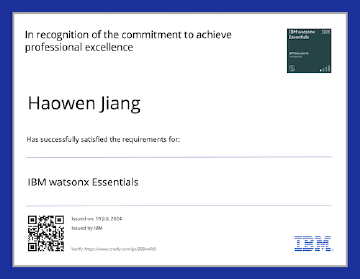 In recognition of the commitment to achieve
professional excellence
IBM watsonx
Essentials
Haowen Jiang
Has successfully satisfied the requirements for:
IBM watsonx Essentials
Issued on: 19 JUL 2024
Issued by IBM
Verify: https://www.credly.com/go/
IBM